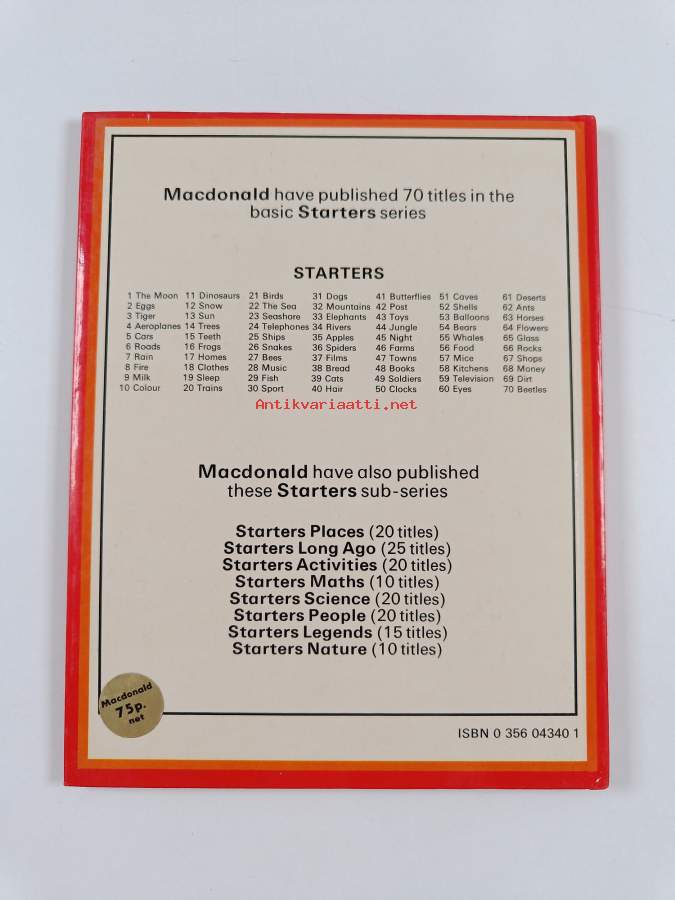 Macdonald have published 70 titles in the
basic Starters series
STARTERS
1 The Moon 11 Dinosaurs 21 Birds 31 Dogs 41 Butterflies 51 Caves 61 Deserts
2 Eggs 12 Snow 22 The Sea 32 Mountains 42 Post 52 Shells 62 Ants
3 Tiger 13 Sun 23 Seashore 33 Elephants 43 Toys 53 Balloons 63 Horses
4 Aeroplanes 14 Trees 24 Telephones 34 Rivers 44 Jungle 54 Bears 64 Flowers
5 Cars 15 Teeth 25 Ships 35 Apples 45 Night 55 Whales 65 Glass
6 Roads 16 Frogs 26 Snakes 36 Spiders 46 Farms 56 Food 66 Rocks
7 Rain 17 Homes 27 Bees 37 Films 47 Towns 57 Mice 67 Shops
8 Fire 18 Clothes 28 Music 38 Bread 48 Books 58 Kitchens 68 Money
9 Milk 19 Sleep 29 Fish 39 Cats 49 Soldiers 59 Television 69 Dirt
10 Colour 20 Trains 30 Sport 40 Hair 50 Clocks 60 Eyes 70 Beetles
Antikvariaatti.net
Macdonald have also published
these Starters sub-series
Starters Places (20 titles)
Starters Long Ago (25 titles)
Starters Activities (20 titles)
Starters Maths (10 titles)
Starters Science (20 titles)
Starters People (20 titles)
Starters Legends (15 titles)
Starters Nature (10 titles)
Macdonald
75p.
net
ISBN 0 356 04340 1